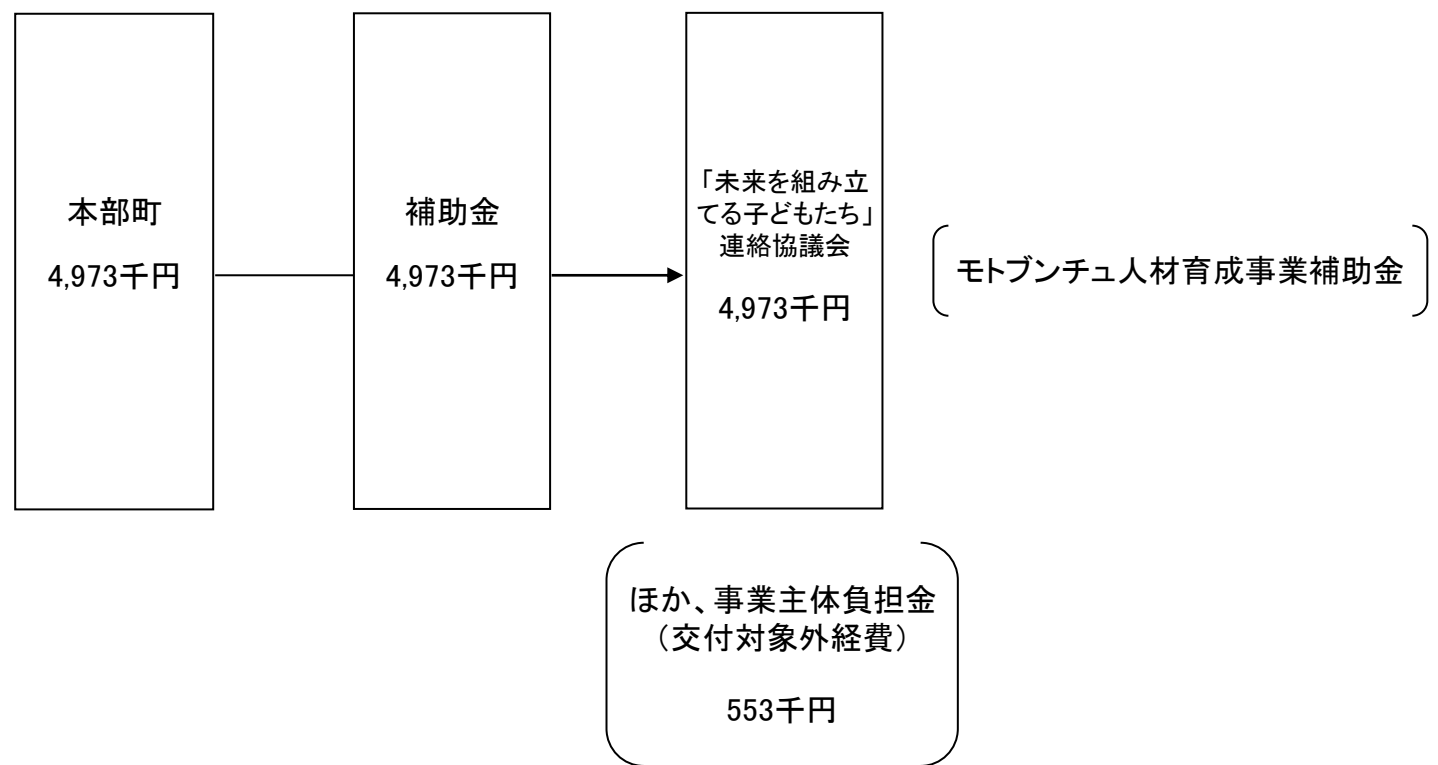 本部町
4,973千円
補助金
4,973千円
「未来を組み立
てる子どもたち」
連絡協議会
4,973千円
モトブンチュ人材育成事業補助金
ほか、事業主体負担金
（交付対象外経費）
553千円